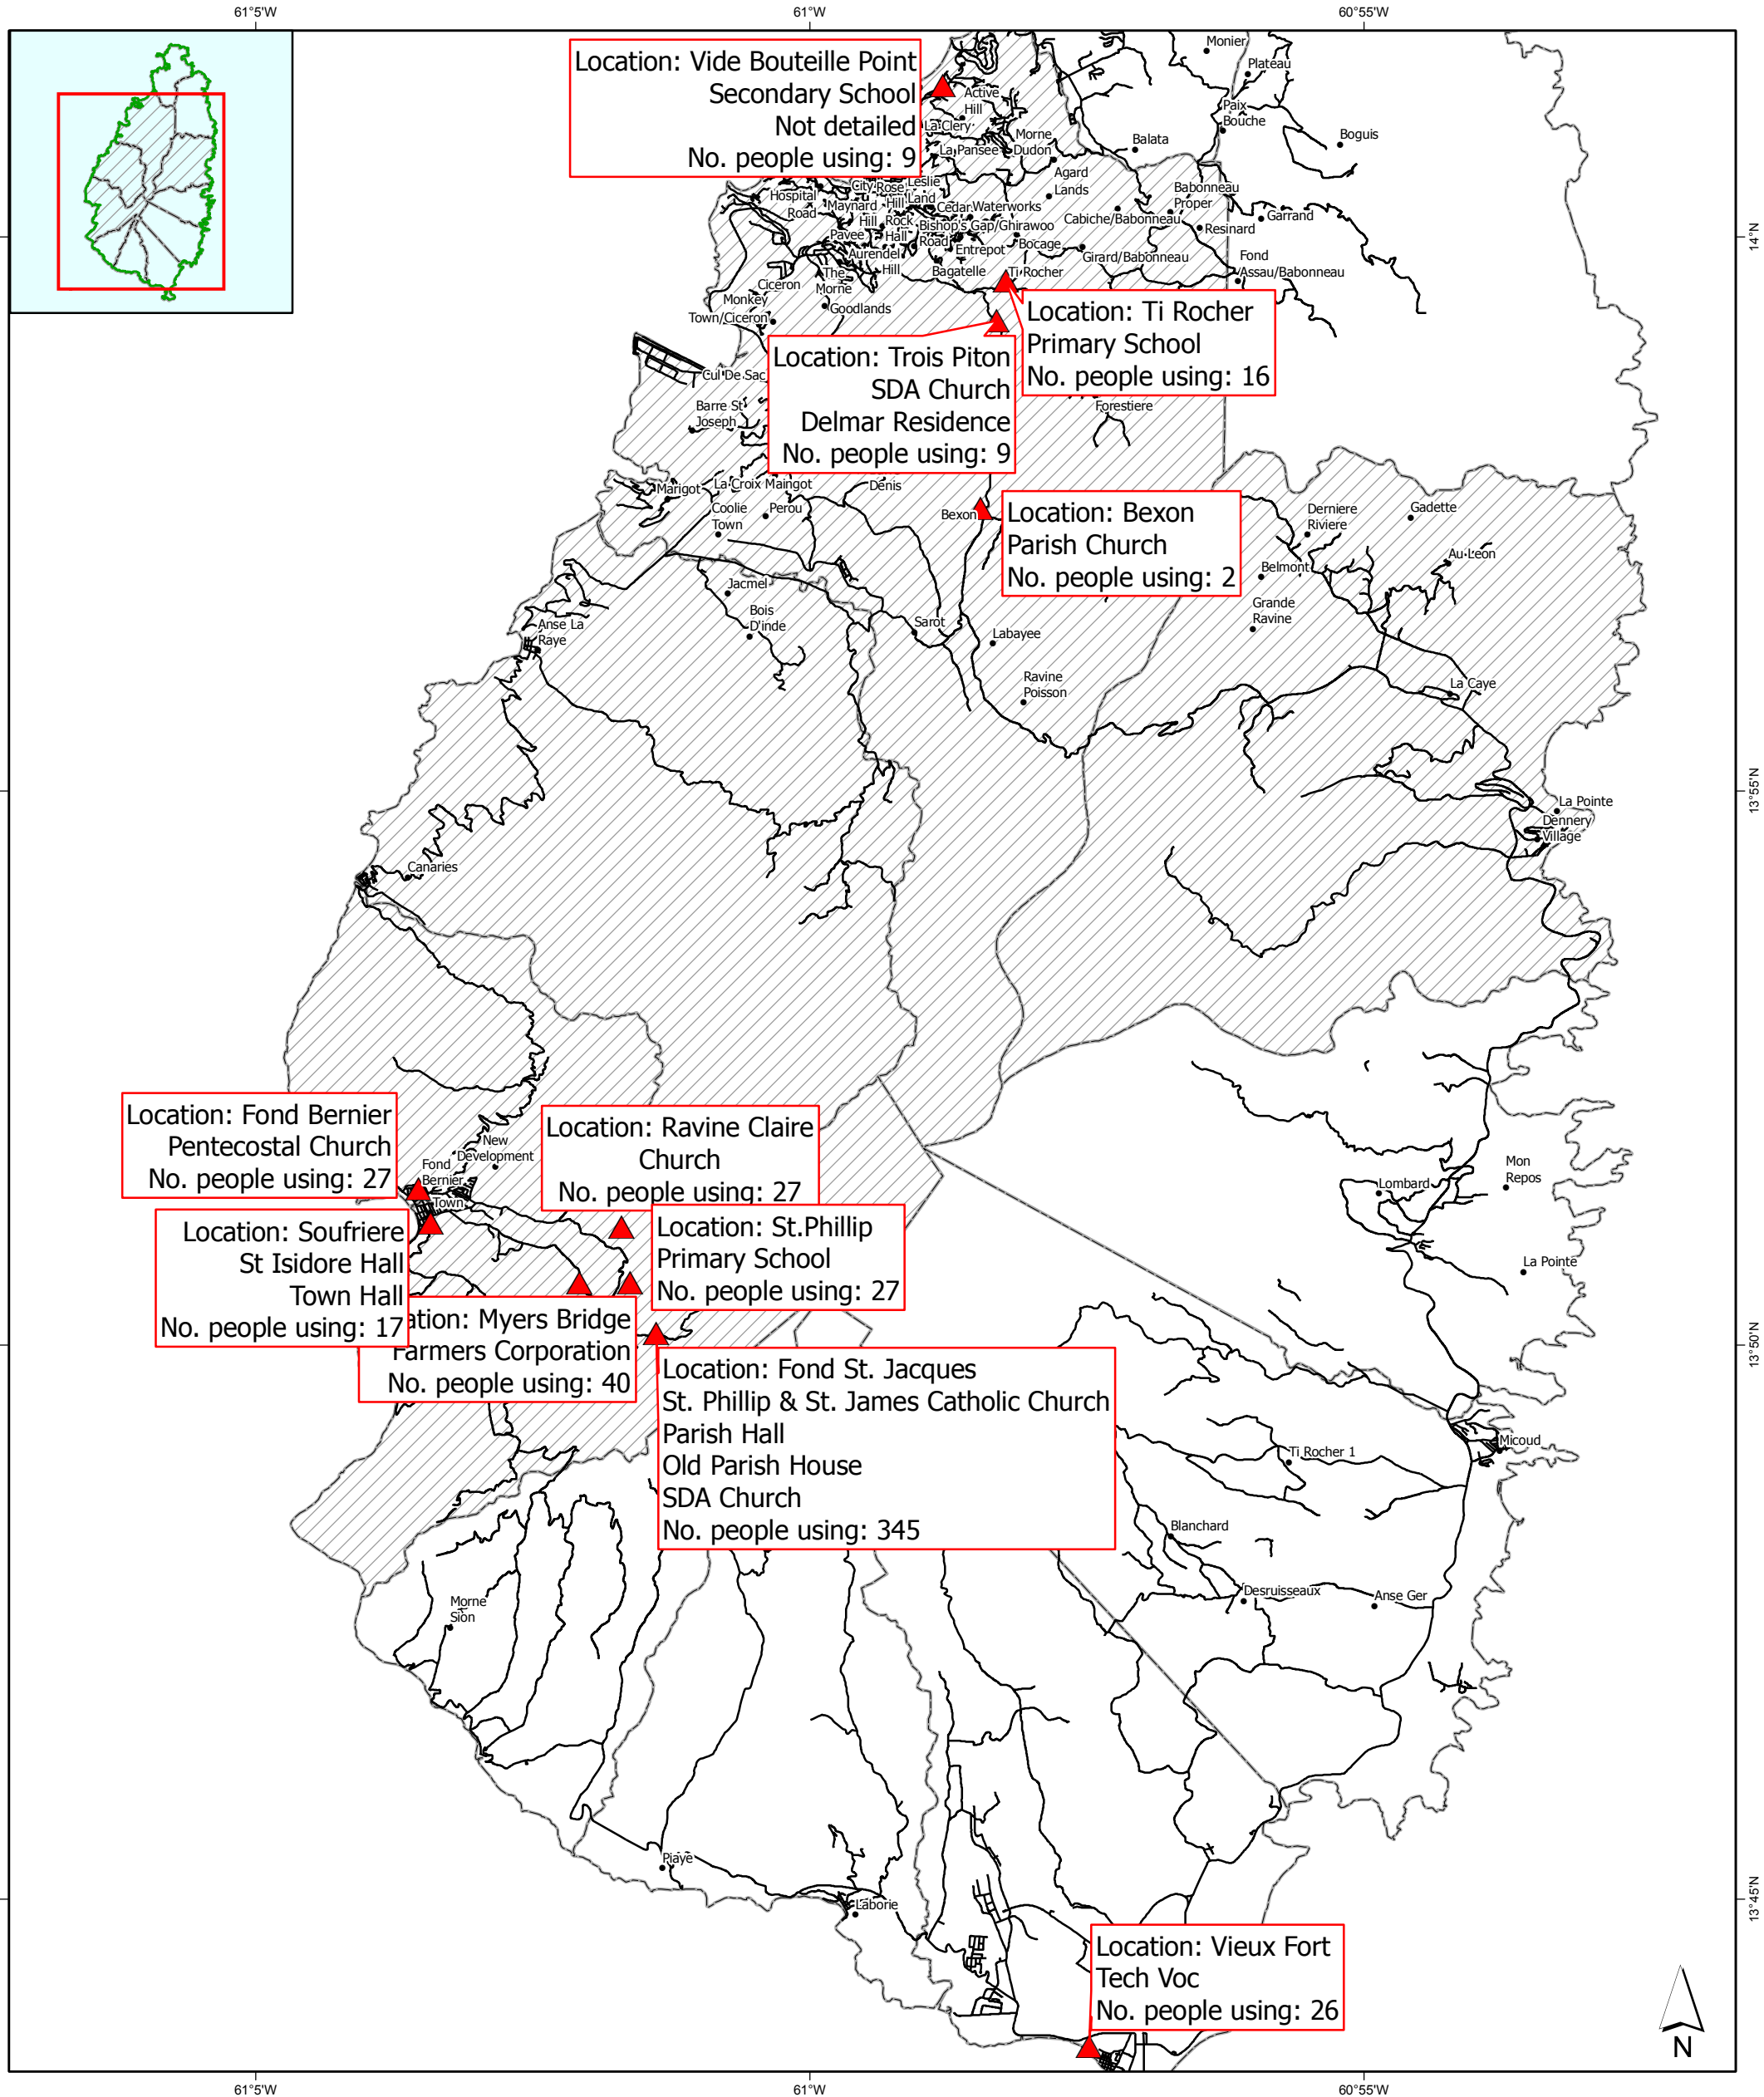 61°5'W
61°W
60°55'W
Location: Vide Bouteille Point
Secondary School
Not detailed
No. people using: 9
Monier
Plateau
Paix
Bouche
Boguis
Balata
Active
Hill
La Clery
La Pansee
Morne
Dudon
Agard
Lands
Babonneau
Proper
Cabiche/Babonneau
Garrand
Resinard
Hospital
Road
City
Rose
Hill
Leslie
Land
Maynard
Hill
Cedar
Waterworks
Rock
Hall
Bishop's Gap/Ghirawoo
Road
Pavee
Entrepot
Bocage
Girard/Babonneau
Fond
Assau/Babonneau
Aurendel
Hill
Bagatelle
Ti Rocher
The
Morne
Ciceron
Monkey
Town/Ciceron
Goodlands
14°N
Location: Ti Rocher
Primary School
No. people using: 16
Location: Trois Piton
SDA Church
Delmar Residence
No. people using: 9
Cul De Sac
Barre St
Joseph
Forestiere
Marigot
La Croix Maingot
Denis
Coolie
Town
Perou
Bexon
Location: Bexon
Parish Church
No. people using: 2
Derniere
Riviere
Gadette
Au Leon
Belmont
Grande
Ravine
Jacmel
Bois
D'inde
Anse La
Raye
Sarot
Labayee
Ravine
Poisson
La Caye
13°55'N
La Pointe
Dennery
Village
Canaries
Location: Fond Bernier
Pentecostal Church
No. people using: 27
New
Development
Fond
Bernier
Town
Location: Ravine Claire
Church
No. people using: 27
Location: St.Phillip
Primary School
No. people using: 27
Location: Soufriere
St Isidore Hall
Town Hall
No. people using: 17
ation: Myers Bridge
Farmers Corporation
No. people using: 40
Location: Fond St. Jacques
St. Phillip & St. James Catholic Church
Parish Hall
Old Parish House
SDA Church
No. people using: 345
Mon
Repos
Lombard
La Pointe
13°50'N
Micoud
Ti Rocher 1
Blanchard
Desruisseaux
Anse Ger
Morne
Sion
Piaye
Laborie
13°45'N
Location: Vieux Fort
Tech Voc
No. people using: 26
N
61°5'W
61°W
60°55'W